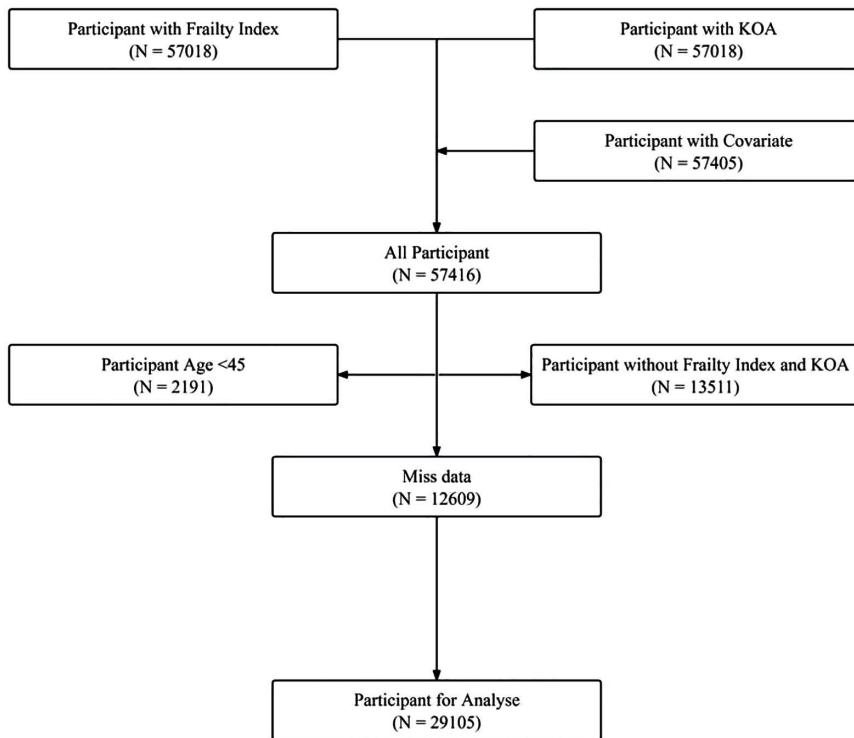 Participant with Frailty Index
(N = 57018)
Participant with KOA
(N = 57018)
Participant with Covariate
(N = 57405)
All Participant
(N = 57416)
Participant Age <45
(N = 2191)
Participant without Frailty Index and KOA
(N = 13511)
Miss data
(N = 12609)
Participant for Analyse
(N = 29105)